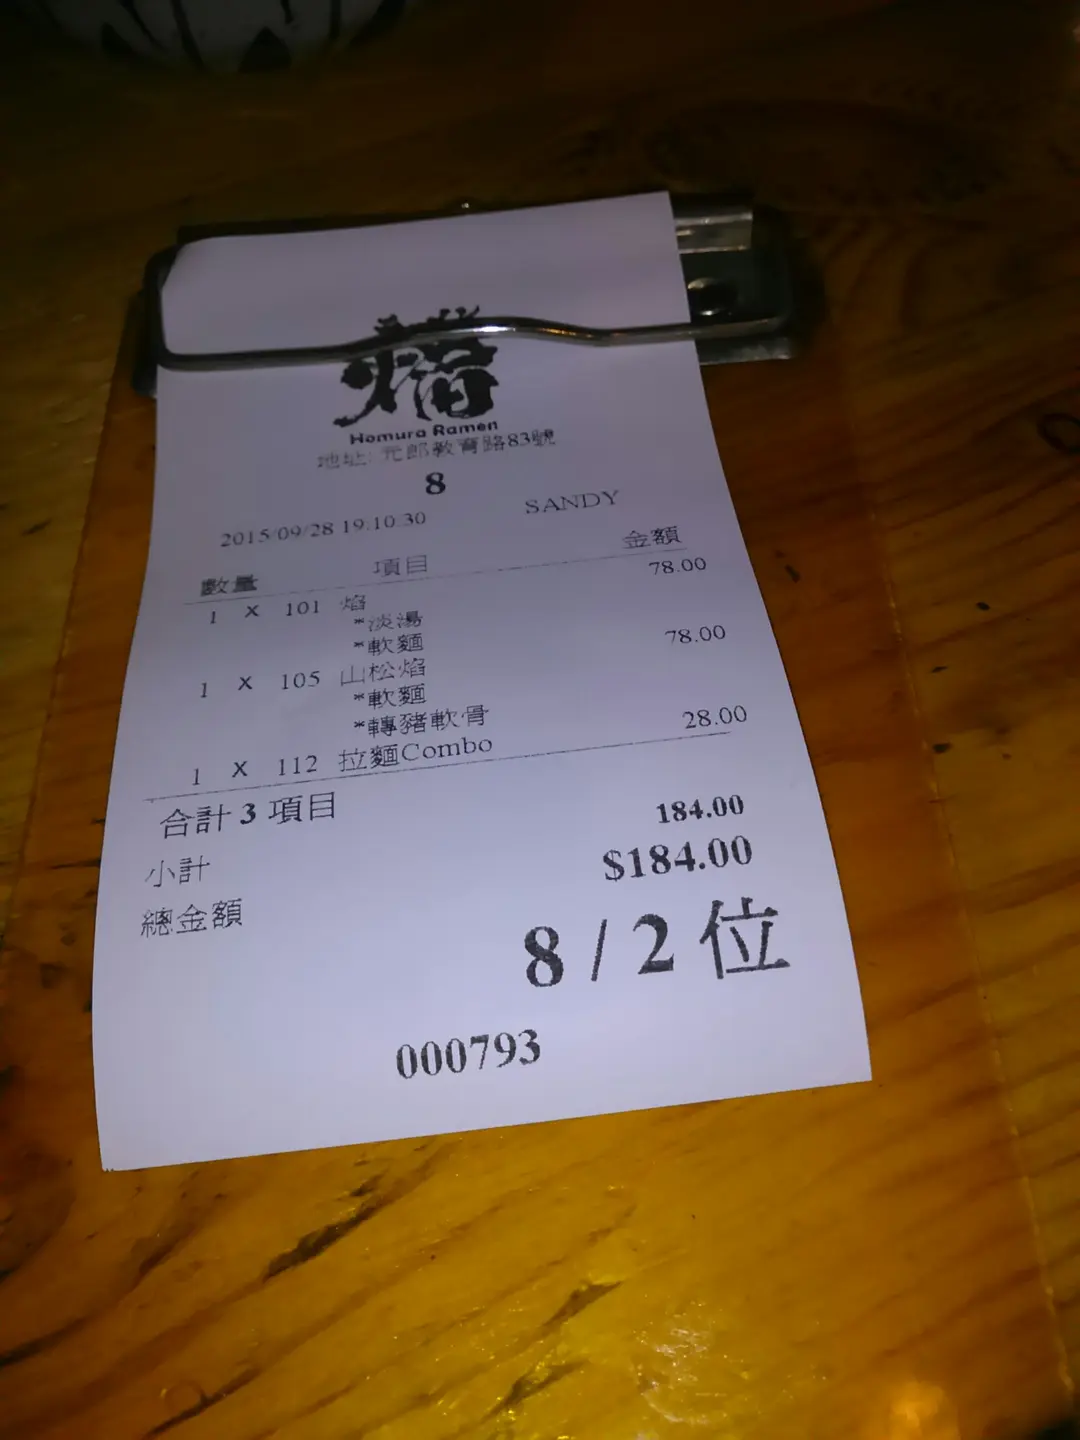 Homura Ramen
地址: 元郎教育路83號
8
2015/09/28 19:10:30 SANDY
數量 項目 金額
1 X 101 焰 78.00
*淡湯
*軟麵
1 X 105 山松焰 78.00
*軟麵
*轉豬軟骨
1 X 112 拉麵Combo 28.00
合計 3 項目
小計 184.00
總金額 $184.00
8 / 2 位
000793